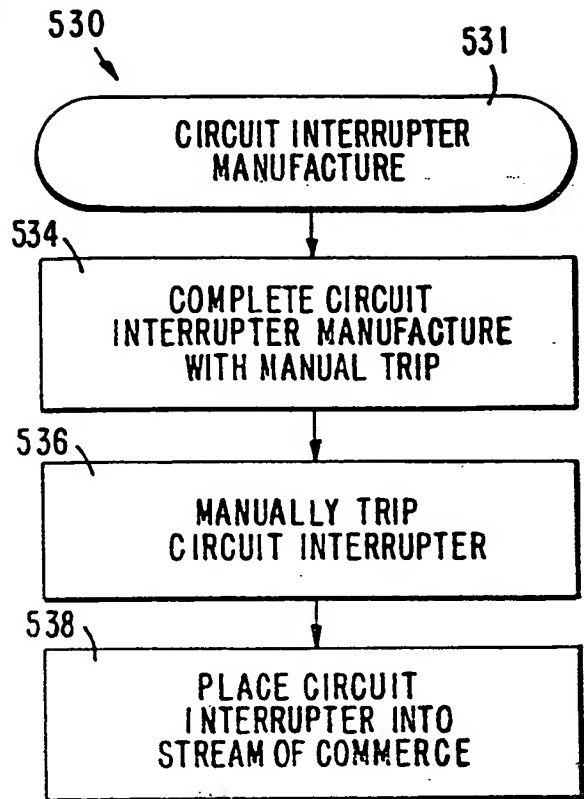 530
531
CIRCUIT INTERRUPTER
MANUFACTURE
534
COMPLETE CIRCUIT
INTERRUPTER MANUFACTURE
WITH MANUAL TRIP
536
MANUALLY TRIP
CIRCUIT INTERRUPTER
538
PLACE CIRCUIT
INTERRUPTER INTO
STREAM OF COMMERCE